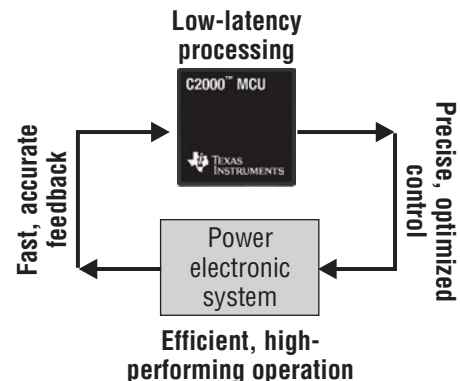 Low-latency
processing
C2000™ MCU
TEXAS
INSTRUMENTS
Fast, accurate
feedback
Precise, optimized
control
Power
electronic
system
Efficient, high-
performing operation